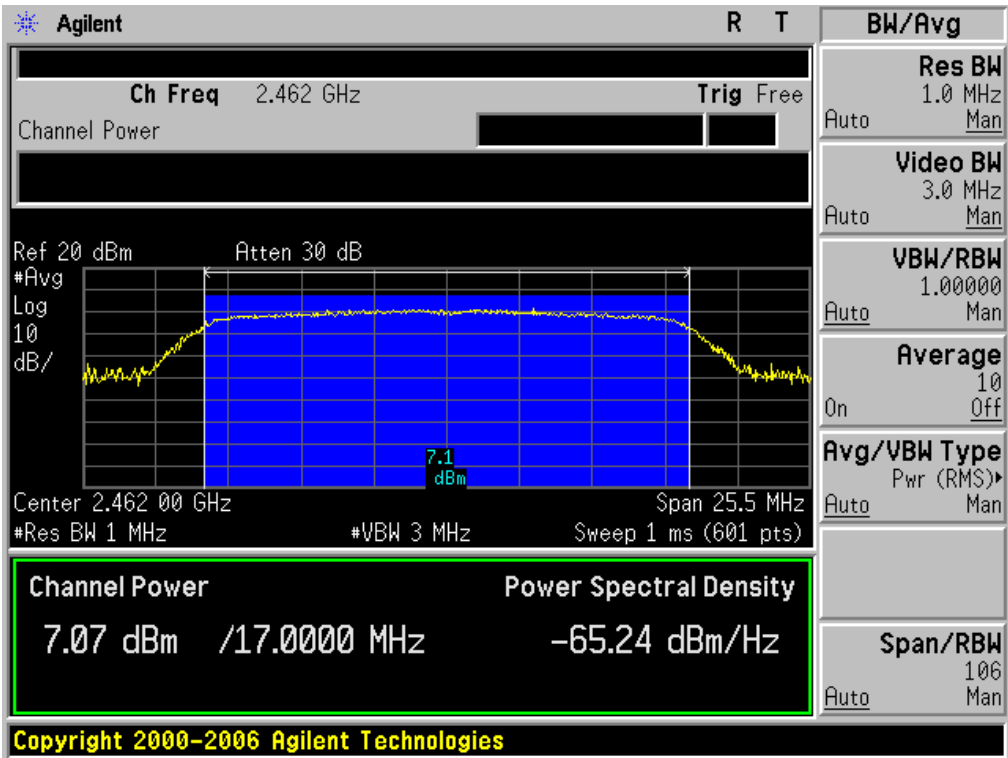 Agilent
R T
Ch Freq 2.462 GHz
Trig Free
Channel Power
Ref 20 dBm
Atten 30 dB
#Avg
Log
10
dB/
7.1
dBm
Center 2.462 00 GHz
Span 25.5 MHz
#Res BW 1 MHz
#VBW 3 MHz
Sweep 1 ms (601 pts)
Channel Power
Power Spectral Density
7.07 dBm /17.0000 MHz
-65.24 dBm/Hz
Copyright 2000-2006 Agilent Technologies
BW/Avg
Res BW
1.0 MHz
Auto Man
Video BW
3.0 MHz
Auto Man
VBW/RBW
1.00000
Auto Man
Average
10
On Off
Avg/VBW Type
Pwr (RMS)▸
Auto Man
Span/RBW
106
Auto Man